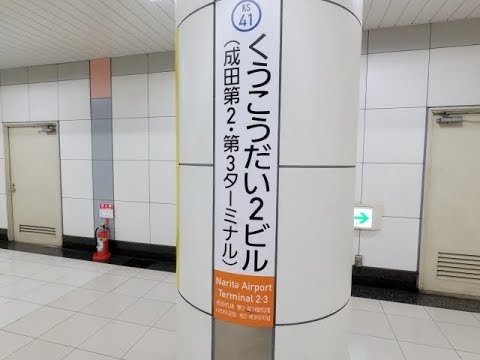 KS
41
くうこうだい2ビル
(成田第2・第3ターミナル)
Narita Airport
Terminal 2·3